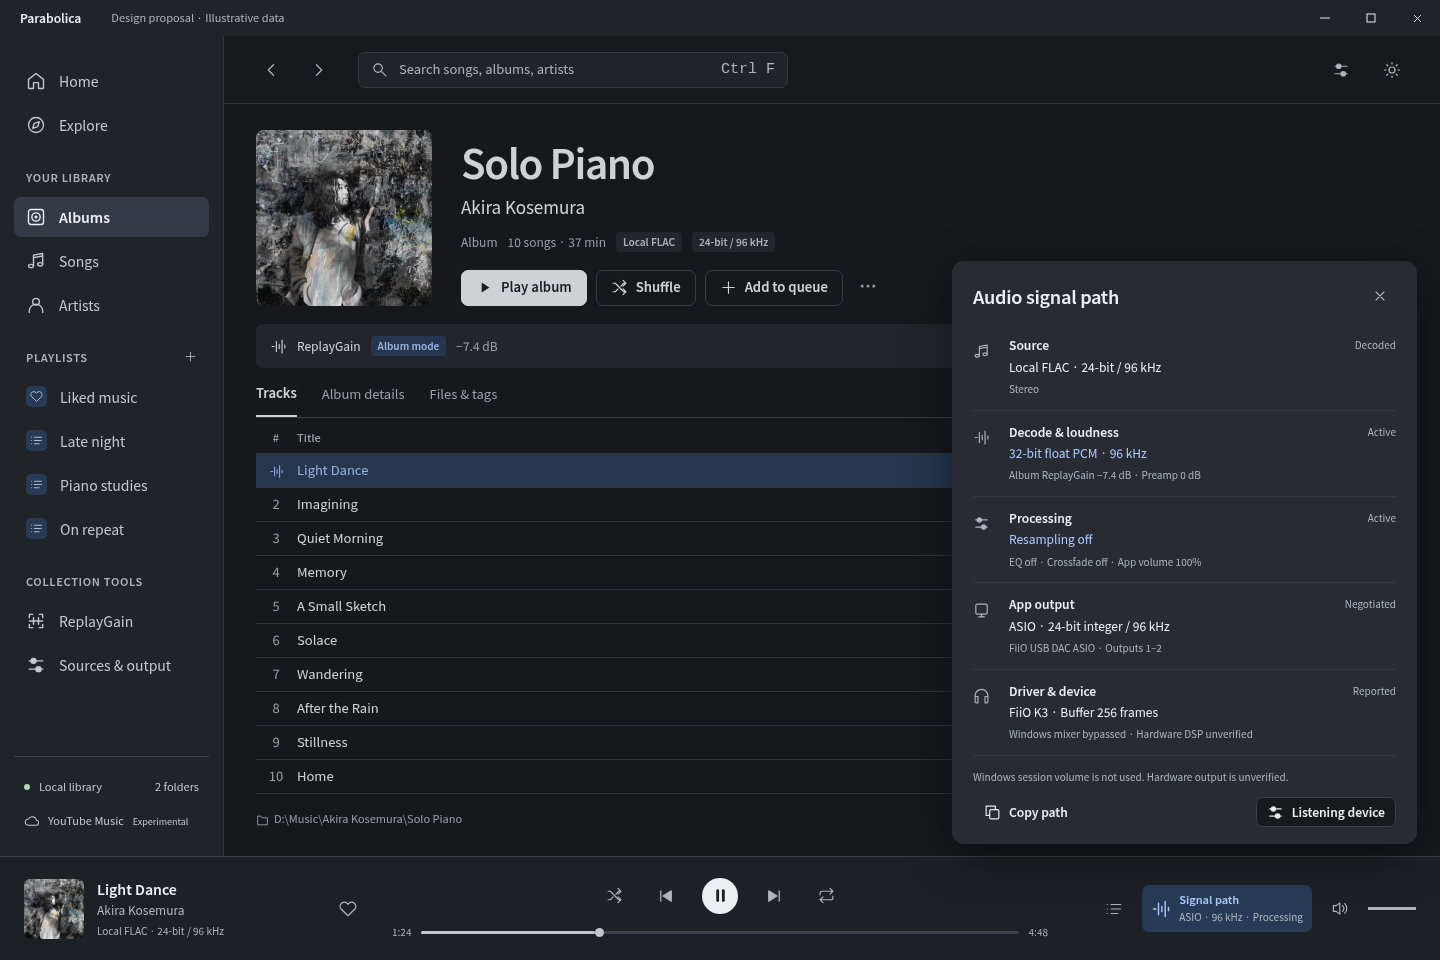 Parabolica
Design proposal · Illustrative data
Home
Explore
YOUR LIBRARY
Albums
Songs
Artists
PLAYLISTS
Liked music
Late night
Piano studies
On repeat
COLLECTION TOOLS
ReplayGain
Sources & output
Local library 2 folders
YouTube Music Experimental
Search songs, albums, artists Ctrl F
Solo Piano
Akira Kosemura
Album 10 songs · 37 min Local FLAC 24-bit / 96 kHz
Play album Shuffle Add to queue
ReplayGain Album mode −7.4 dB
Tracks Album details Files & tags
# Title
Light Dance
2 Imagining
3 Quiet Morning
4 Memory
5 A Small Sketch
6 Solace
7 Wandering
8 After the Rain
9 Stillness
10 Home
D:\Music\Akira Kosemura\Solo Piano
Audio signal path
Source Decoded
Local FLAC · 24-bit / 96 kHz
Stereo
Decode & loudness Active
32-bit float PCM · 96 kHz
Album ReplayGain −7.4 dB · Preamp 0 dB
Processing Active
Resampling off
EQ off · Crossfade off · App volume 100%
App output Negotiated
ASIO · 24-bit integer / 96 kHz
FiiO USB DAC ASIO · Outputs 1–2
Driver & device Reported
FiiO K3 · Buffer 256 frames
Windows mixer bypassed · Hardware DSP unverified
Windows session volume is not used. Hardware output is unverified.
Copy path Listening device
Light Dance
Akira Kosemura
Local FLAC · 24-bit / 96 kHz
1:24 4:48
Signal path
ASIO · 96 kHz · Processing